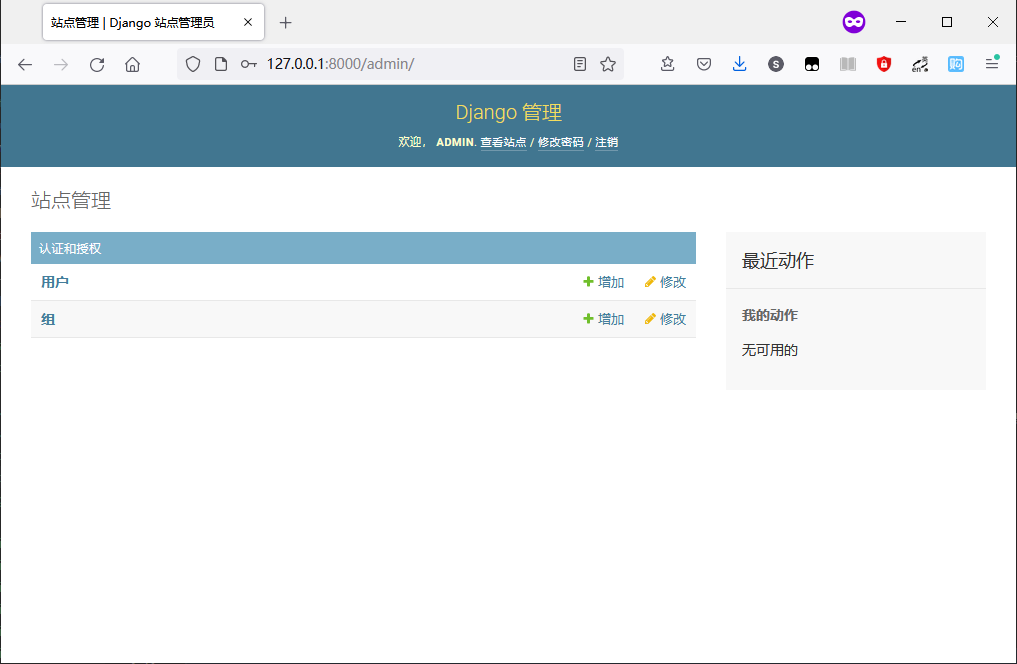 站点管理 | Django 站点管理员
127.0.0.1:8000/admin/
Django 管理
欢迎， ADMIN. 查看站点 / 修改密码 / 注销
站点管理
认证和授权
用户 增加 修改
组 增加 修改
最近动作
我的动作
无可用的